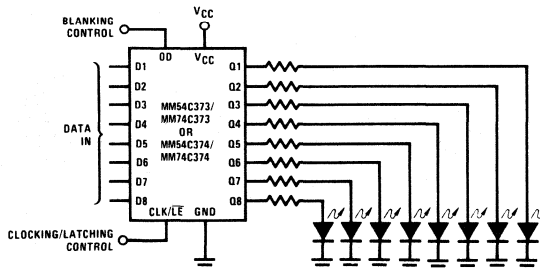 BLANKING
CONTROL
VCC
OD
VCC
D1
D2
D3
D4
D5
D6
D7
D8
DATA
IN
MM54C373/
MM74C373
OR
MM54C374/
MM74C374
Q1
Q2
Q3
Q4
Q5
Q6
Q7
Q8
CLK/L̅E̅
GND
CLOCKING/LATCHING
CONTROL